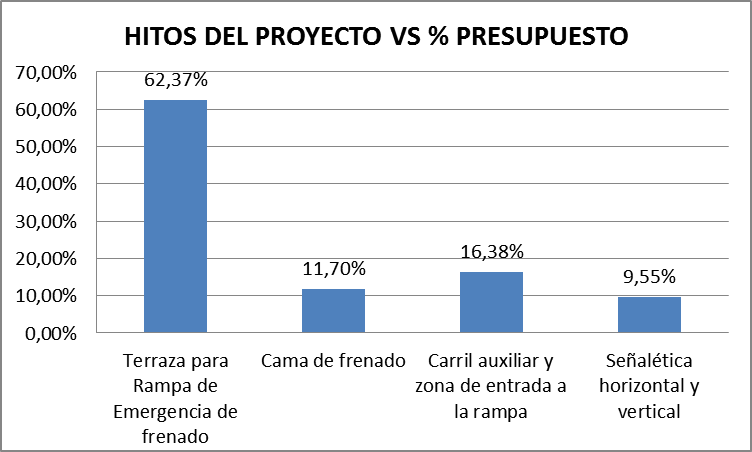 HITOS DEL PROYECTO VS % PRESUPUESTO
70,00%
60,00%
50,00%
40,00%
30,00%
20,00%
10,00%
0,00%
62,37%
11,70%
16,38%
9,55%
Terraza para
Rampa de
Emergencia de
frenado
Cama de frenado
Carril auxiliar y
zona de entrada a
la rampa
Señalética
horizontal y
vertical